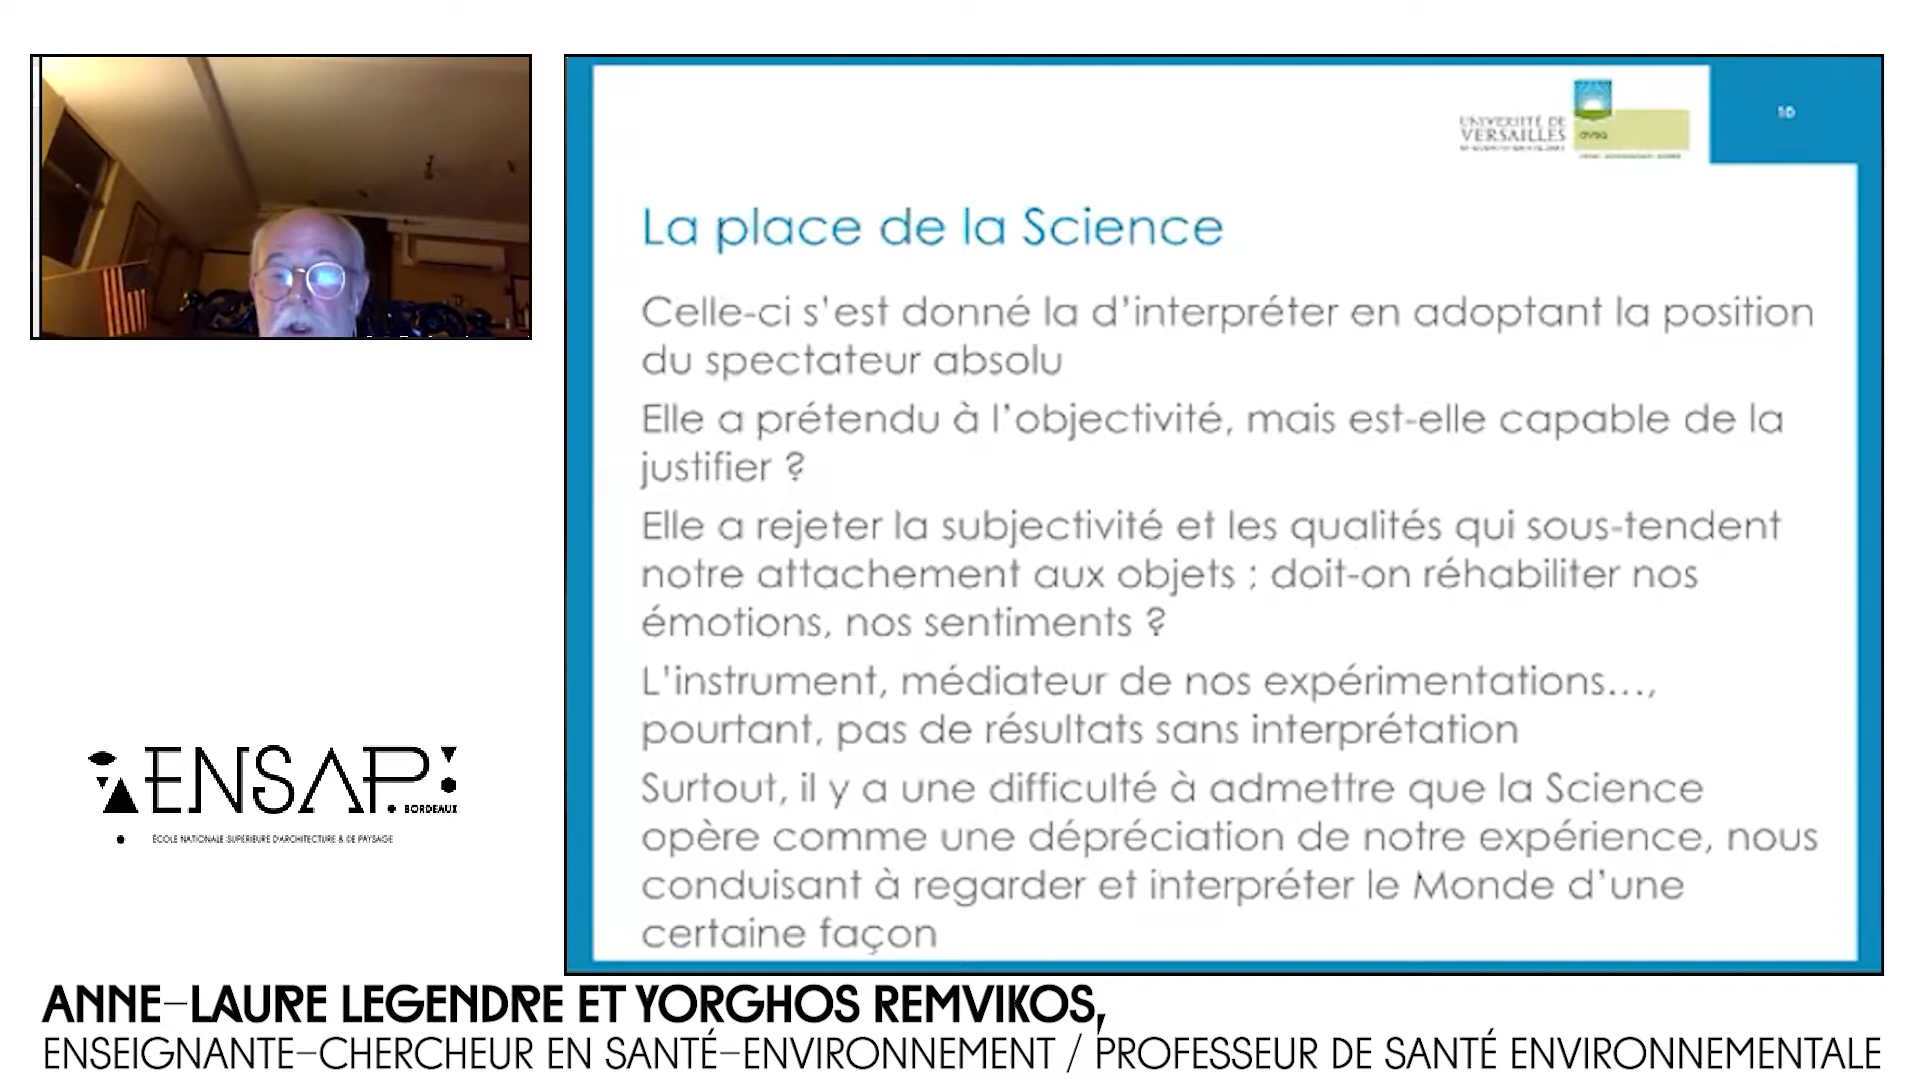 UNIVERSITÉ DE
VERSAILLES
ovsq
10
La place de la Science
Celle-ci s'est donné la d'interpréter en adoptant la position
du spectateur absolu
Elle a prétendu à l'objectivité, mais est-elle capable de la
justifier ?
Elle a rejeter la subjectivité et les qualités qui sous-tendent
notre attachement aux objets ; doit-on réhabiliter nos
émotions, nos sentiments ?
L'instrument, médiateur de nos expérimentations...,
pourtant, pas de résultats sans interprétation
Surtout, il y a une difficulté à admettre que la Science
opère comme une dépréciation de notre expérience, nous
conduisant à regarder et interpréter le Monde d'une
certaine façon
ENSAP
BORDEAUX
ÉCOLE NATIONALE SUPÉRIEURE D'ARCHITECTURE & DE PAYSAGE
ANNE-LAURE LEGENDRE ET YORGHOS REMVIKOS,
ENSEIGNANTE-CHERCHEUR EN SANTÉ-ENVIRONNEMENT / PROFESSEUR DE SANTÉ ENVIRONNEMENTALE